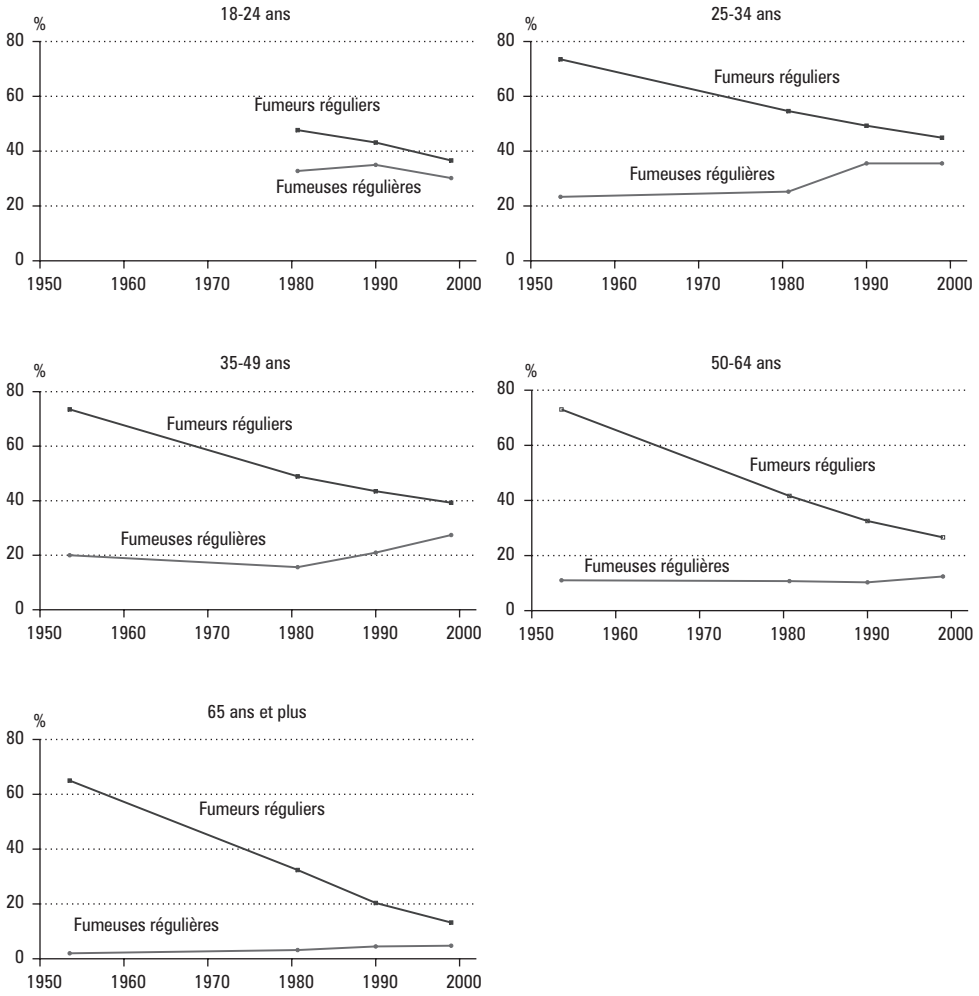 18-24 ans
%
80
60
40
20
0
Fumeurs réguliers
Fumeuses régulières
1950 1960 1970 1980 1990 2000
25-34 ans
%
80
60
40
20
0
Fumeurs réguliers
Fumeuses régulières
1950 1960 1970 1980 1990 2000
35-49 ans
%
80
60
40
20
0
Fumeurs réguliers
Fumeuses régulières
1950 1960 1970 1980 1990 2000
50-64 ans
%
80
60
40
20
0
Fumeurs réguliers
Fumeuses régulières
1950 1960 1970 1980 1990 2000
65 ans et plus
%
80
60
40
20
0
Fumeurs réguliers
Fumeuses régulières
1950 1960 1970 1980 1990 2000